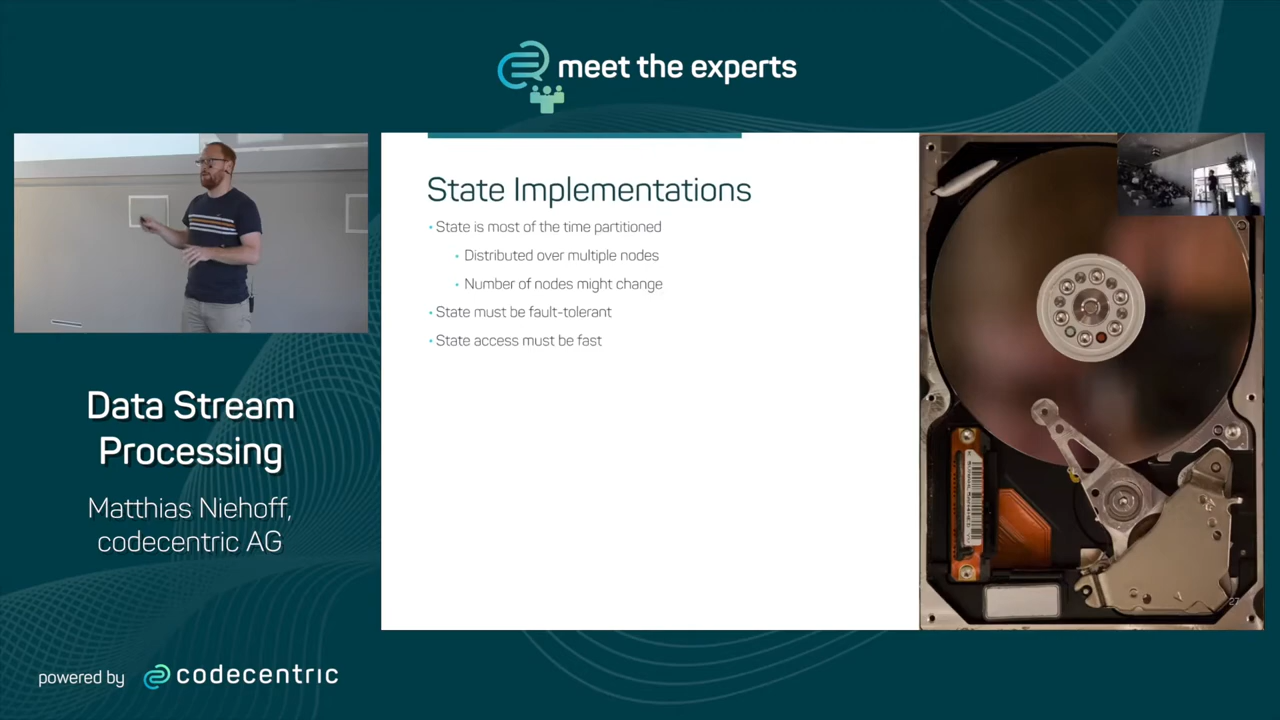 meet the experts
State Implementations
• State is most of the time partitioned
• Distributed over multiple nodes
• Number of nodes might change
• State must be fault-tolerant
• State access must be fast
Data Stream
Processing
Matthias Niehoff,
codecentric AG
27
powered by codecentric